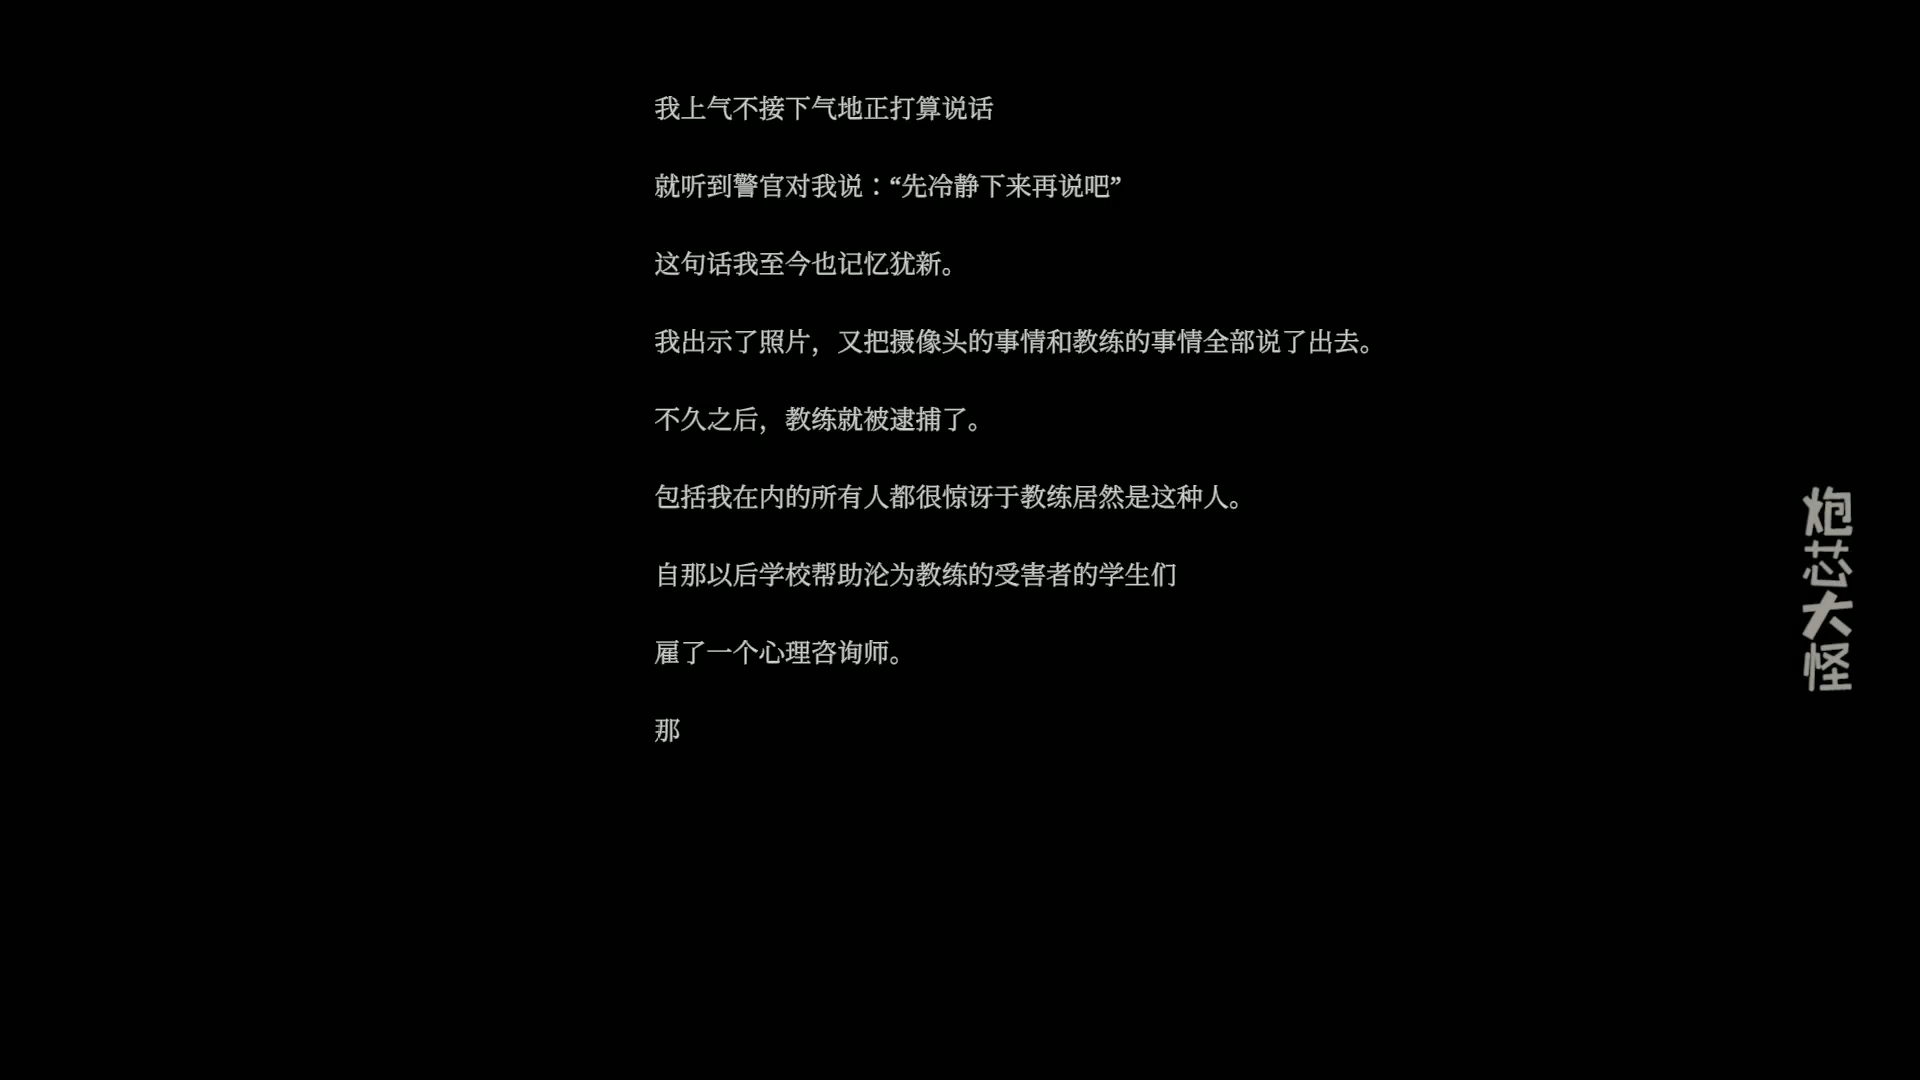 我上气不接下气地正打算说话
就听到警官对我说：“先冷静下来再说吧”
这句话我至今也记忆犹新。
我出示了照片，又把摄像头的事情和教练的事情全部说了出去。
不久之后，教练就被逮捕了。
包括我在内的所有人都很惊讶于教练居然是这种人。
自那以后学校帮助沦为教练的受害者的学生们
雇了一个心理咨询师。
那
炮芯大怪